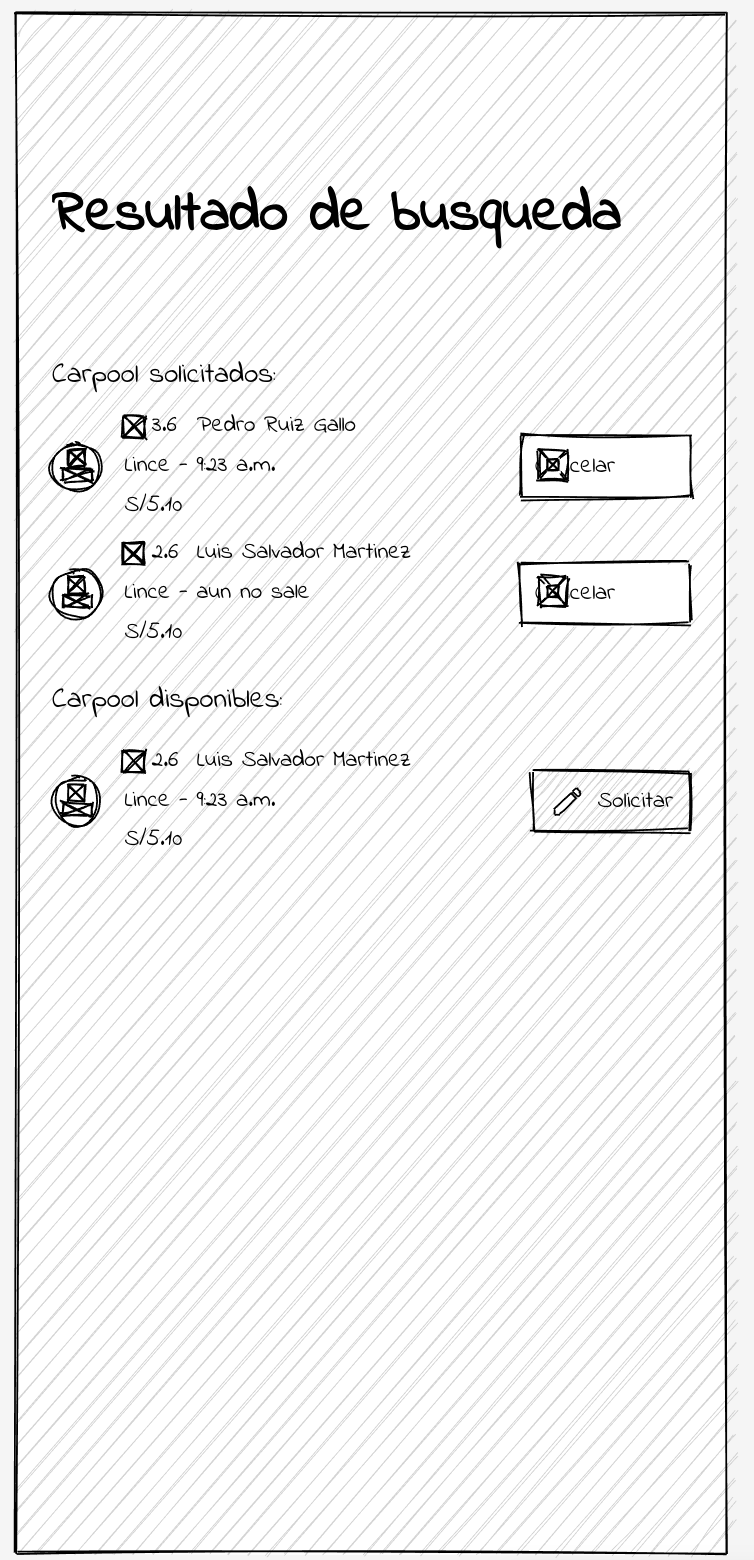 Resultado de busqueda
Carpool solicitados:
3.6 Pedro Ruiz Gallo
Lince - 9:23 a.m.
celar
S/5.10
2.6 Luis Salvador Martinez
Lince - aun no sale
celar
S/5.10
Carpool disponibles:
2.6 Luis Salvador Martinez
Lince - 9:23 a.m.
Solicitar
S/5.10